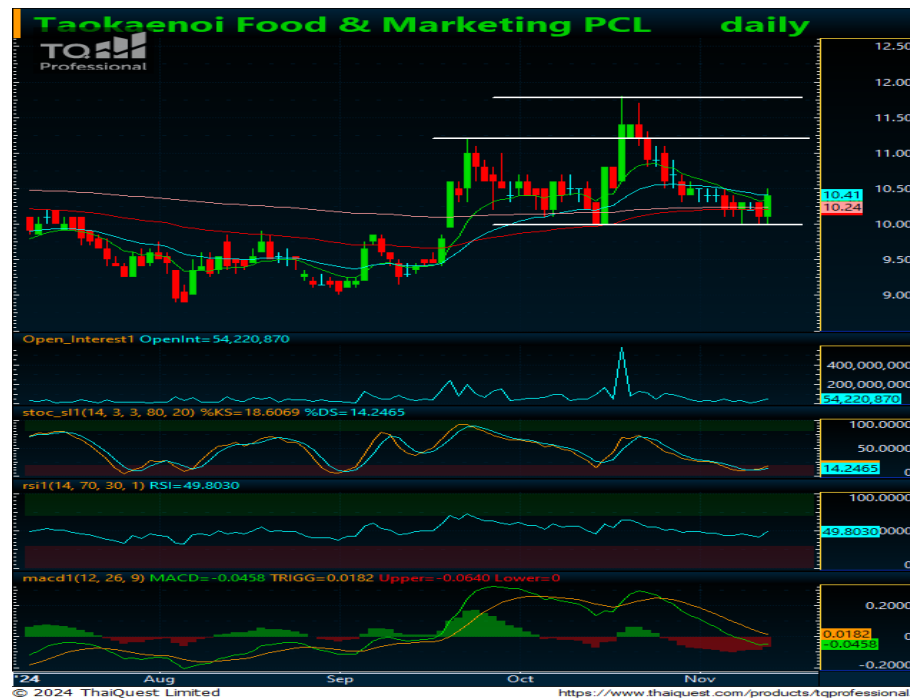 Taokaenoi Food & Marketing PCL daily
TQ
Professional
12.50
12.00
11.50
11.00
10.50
10.41
10.24
10.00
9.50
9.00
Open_Interest1 OpenInt=54,220,870
400,000,000
200,000,000
54,220,870
stoc_sl1(14, 3, 3, 80, 20) %KS=18.6069 %DS=14.2465
100.0000
50.0000
14.2465
rsi1(14, 70, 30, 1) RSI=49.8030
100.0000
49.8030
macd1(12, 26, 9) MACD=-0.0458 TRIGG=0.0182 Upper=-0.0640 Lower=0
0.2000
0.0182
-0.0458
-0.2000
'24 Aug Sep Oct Nov
© 2024 ThaiQuest Limited https://www.thaiquest.com/products/tqprofessional